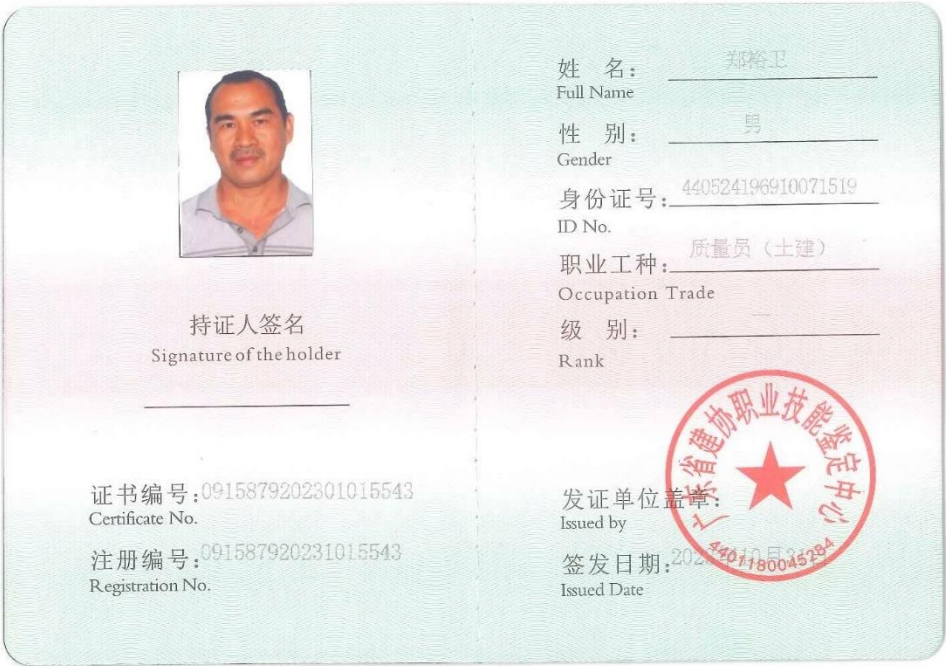 持证人签名
Signature of the holder
证书编号:0915879202301015543
Certificate No.
注册编号:091587920231015543
Registration No.
姓 名: 郑裕卫
Full Name
性 别: 男
Gender
身份证号: 440524196910071519
ID No.
职业工种: 质量员（土建）
Occupation Trade
级 别: 一
Rank
发证单位盖章:
Issued by
签发日期:
Issued Date
广东省建协职业技能鉴定中心
4401180045284